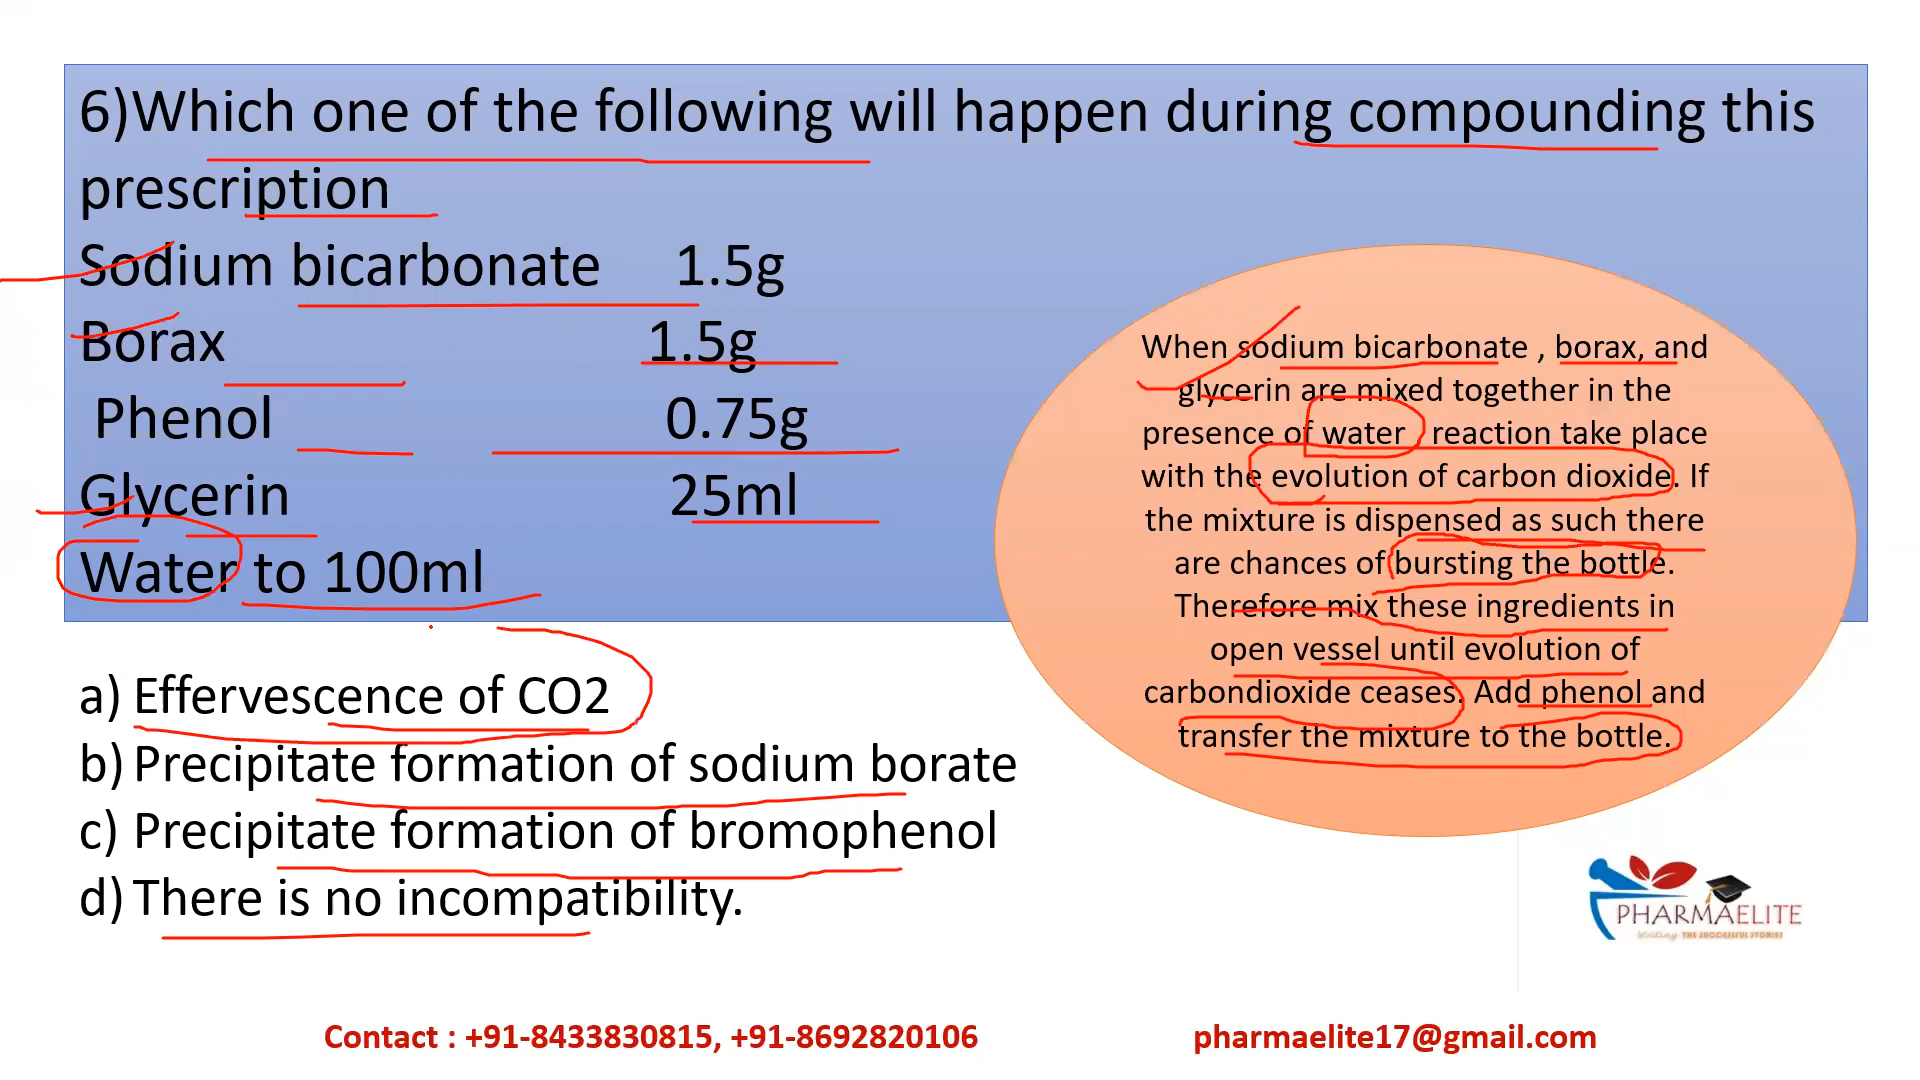 6)Which one of the following will happen during compounding this
prescription
Sodium bicarbonate 1.5g
Borax 1.5g
Phenol 0.75g
Glycerin 25ml
Water to 100ml
When sodium bicarbonate , borax, and
glycerin are mixed together in the
presence of water , reaction take place
with the evolution of carbon dioxide. If
the mixture is dispensed as such there
are chances of bursting the bottle.
Therefore mix these ingredients in
open vessel until evolution of
carbondioxide ceases. Add phenol and
transfer the mixture to the bottle.
a) Effervescence of CO2
b) Precipitate formation of sodium borate
c) Precipitate formation of bromophenol
d) There is no incompatibility.
PHARMAELITE
Writing THE SUCCESSFUL STORIES
Contact : +91-8433830815, +91-8692820106
pharmaelite17@gmail.com